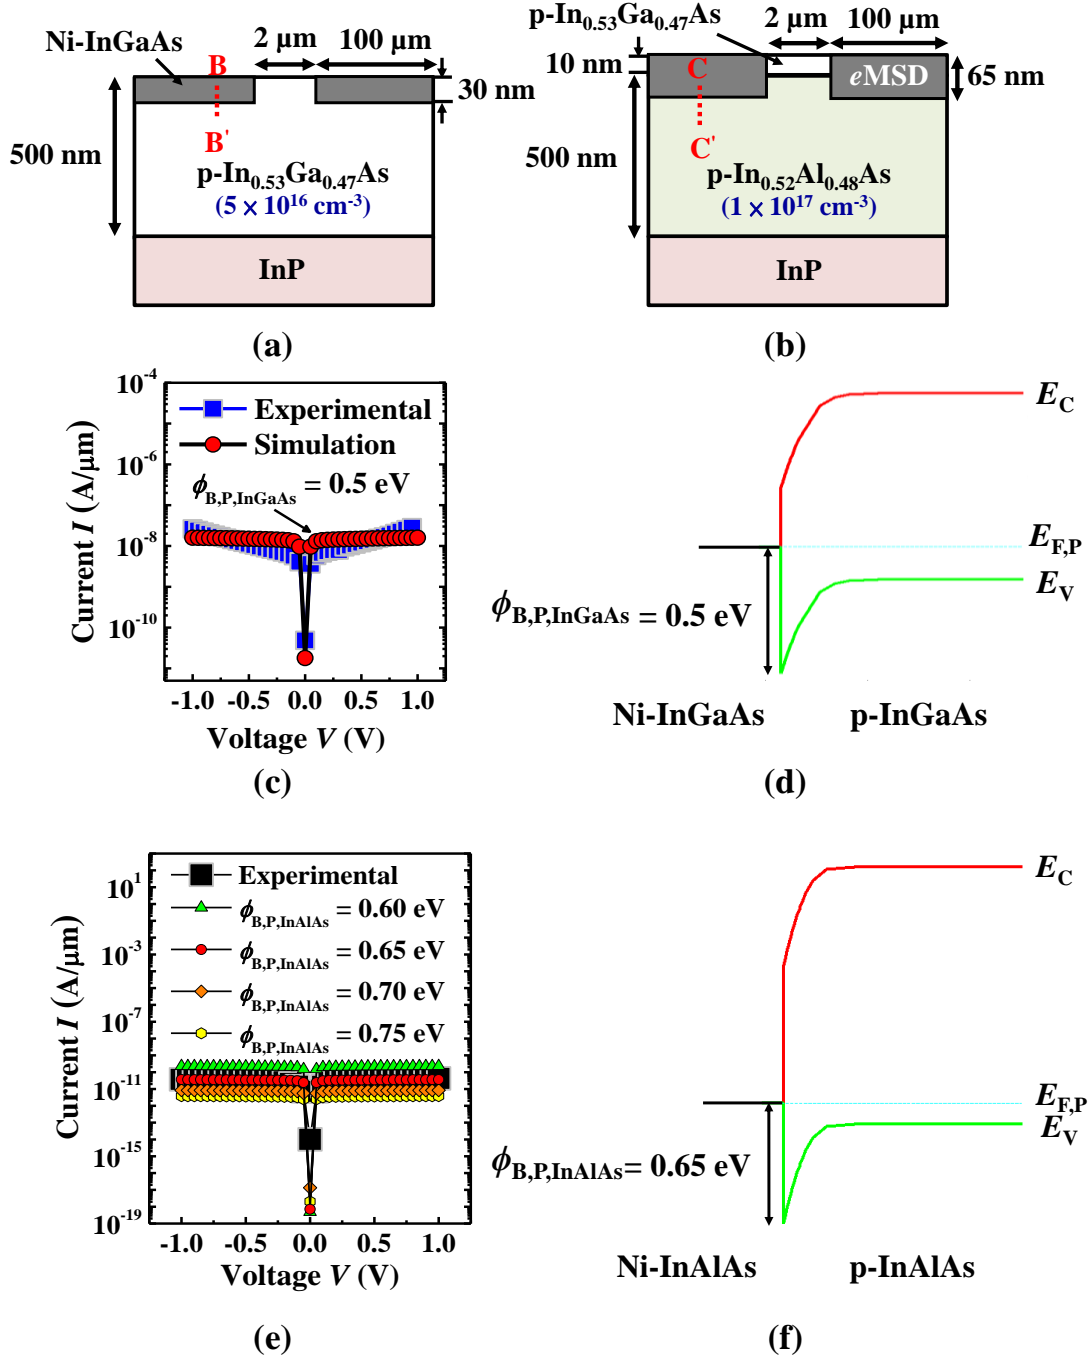 Ni-InGaAs
2 µm
100 µm
B
30 nm
B'
500 nm
p-In0.53Ga0.47As
(5 × 10^16 cm^-3)
InP
(a)
p-In0.53Ga0.47As
2 µm
100 µm
10 nm
C
eMSD
65 nm
C'
500 nm
p-In0.52Al0.48As
(1 × 10^17 cm^-3)
InP
(b)
10^-4
10^-6
10^-8
10^-10
Current I (A/µm)
Experimental
Simulation
ϕB,P,InGaAs = 0.5 eV
-1.0 -0.5 0.0 0.5 1.0
Voltage V (V)
(c)
EC
EF,P
EV
ϕB,P,InGaAs = 0.5 eV
Ni-InGaAs
p-InGaAs
(d)
10^1
10^-3
10^-7
10^-11
10^-15
10^-19
Current I (A/µm)
Experimental
ϕB,P,InAlAs = 0.60 eV
ϕB,P,InAlAs = 0.65 eV
ϕB,P,InAlAs = 0.70 eV
ϕB,P,InAlAs = 0.75 eV
-1.0 -0.5 0.0 0.5 1.0
Voltage V (V)
(e)
EC
EF,P
EV
ϕB,P,InAlAs= 0.65 eV
Ni-InAlAs
p-InAlAs
(f)